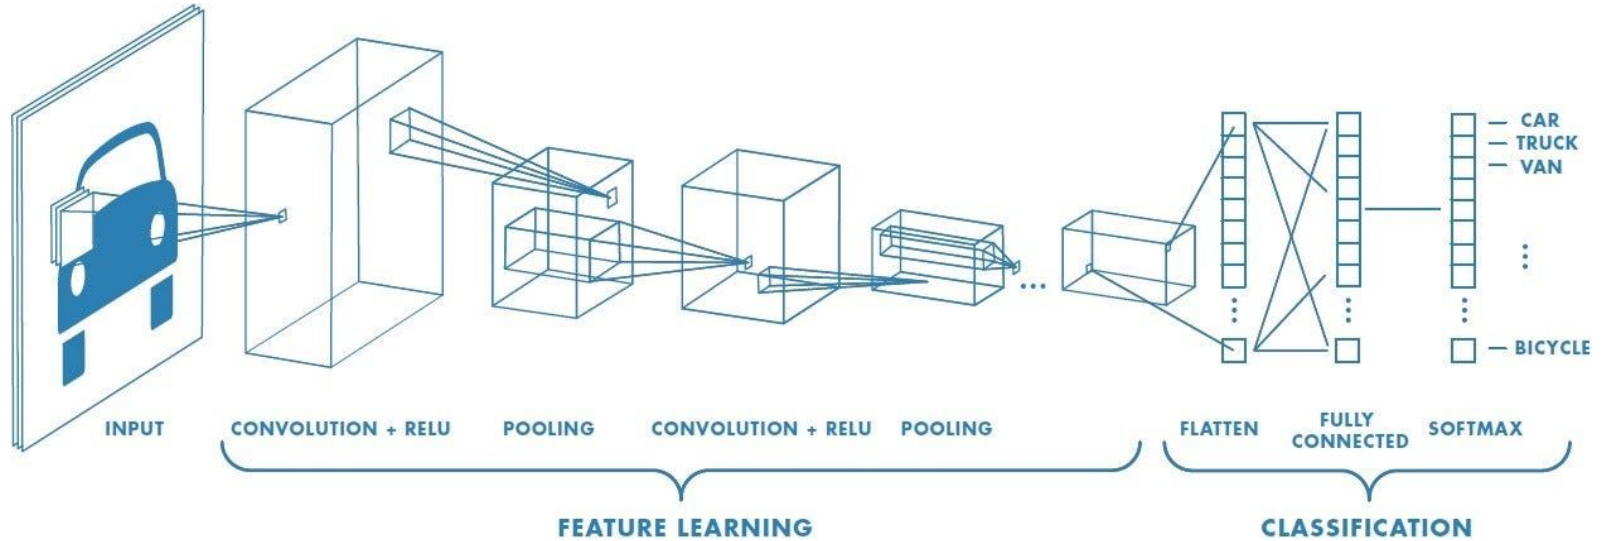 CAR
TRUCK
VAN
BICYCLE
INPUT
CONVOLUTION + RELU
POOLING
CONVOLUTION + RELU
POOLING
FLATTEN
FULLY
CONNECTED
SOFTMAX
FEATURE LEARNING
CLASSIFICATION